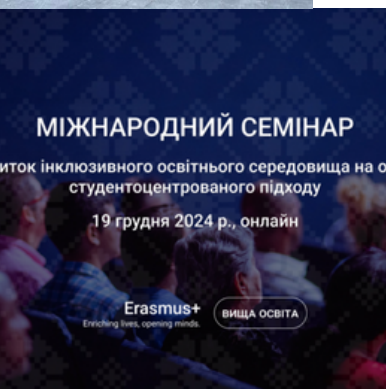 МІЖНАРОДНИЙ СЕМІНАР
інклюзивного освітнього середовища на
студентоцентрованого підходу
19 грудня 2024 р., онлайн
Erasmus+
Enriching lives, opening minds.
ВИЩА ОСВІТА